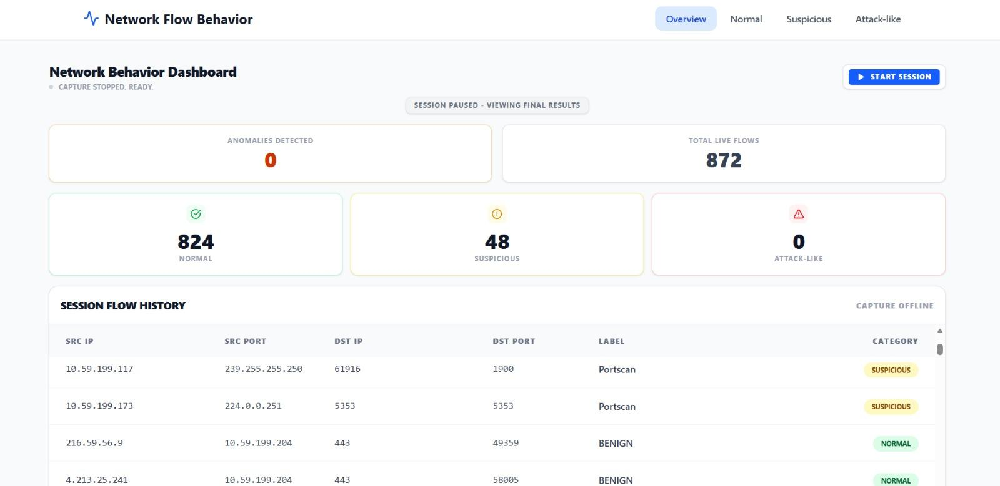 Network Flow Behavior
Overview Normal Suspicious Attack-like
Network Behavior Dashboard
CAPTURE STOPPED. READY.
START SESSION
SESSION PAUSED - VIEWING FINAL RESULTS
ANOMALIES DETECTED
0
TOTAL LIVE FLOWS
872
824
NORMAL
48
SUSPICIOUS
0
ATTACK-LIKE
SESSION FLOW HISTORY
CAPTURE OFFLINE
SRC IP SRC PORT DST IP DST PORT LABEL CATEGORY
10.59.199.117 239.255.255.250 61916 1900 Portscan SUSPICIOUS
10.59.199.173 224.0.0.251 5353 5353 Portscan SUSPICIOUS
216.59.56.9 10.59.199.204 443 49359 BENIGN NORMAL
4.213.25.241 10.59.199.204 443 58005 BENIGN NORMAL